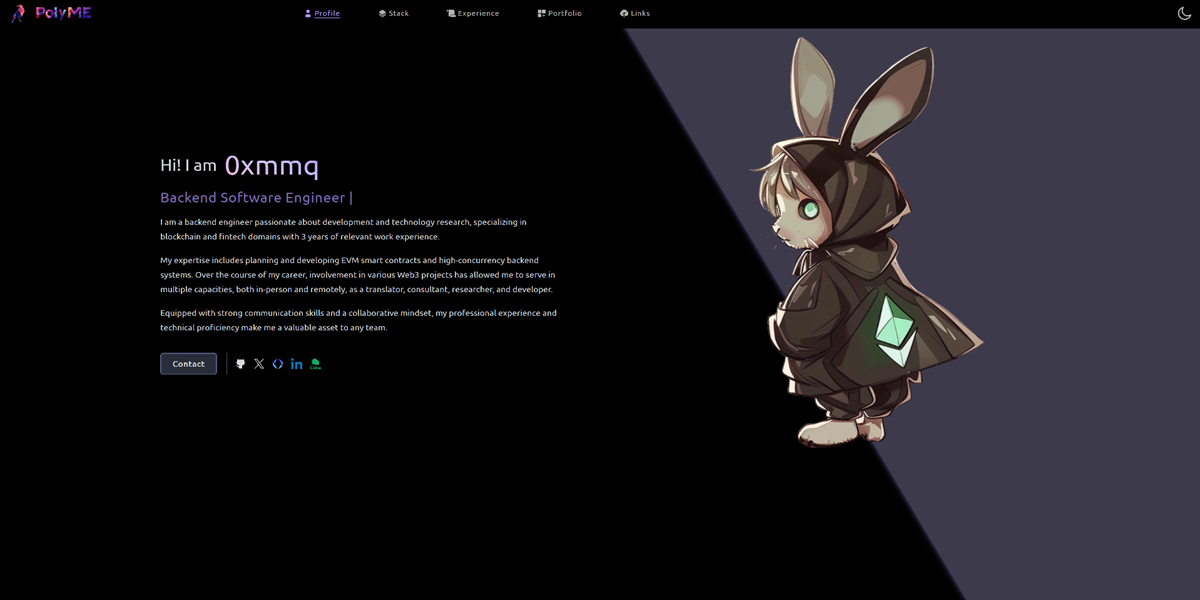 PolyME
Profile
Stack
Experience
Portfolio
Links
Hi! I am 0xmmq
Backend Software Engineer |
I am a backend engineer passionate about development and technology research, specializing in
blockchain and fintech domains with 3 years of relevant work experience.
My expertise includes planning and developing EVM smart contracts and high-concurrency backend
systems. Over the course of my career, involvement in various Web3 projects has allowed me to serve in
multiple capacities, both in-person and remotely, as a translator, consultant, researcher, and developer.
Equipped with strong communication skills and a collaborative mindset, my professional experience and
technical proficiency make me a valuable asset to any team.
Contact
in